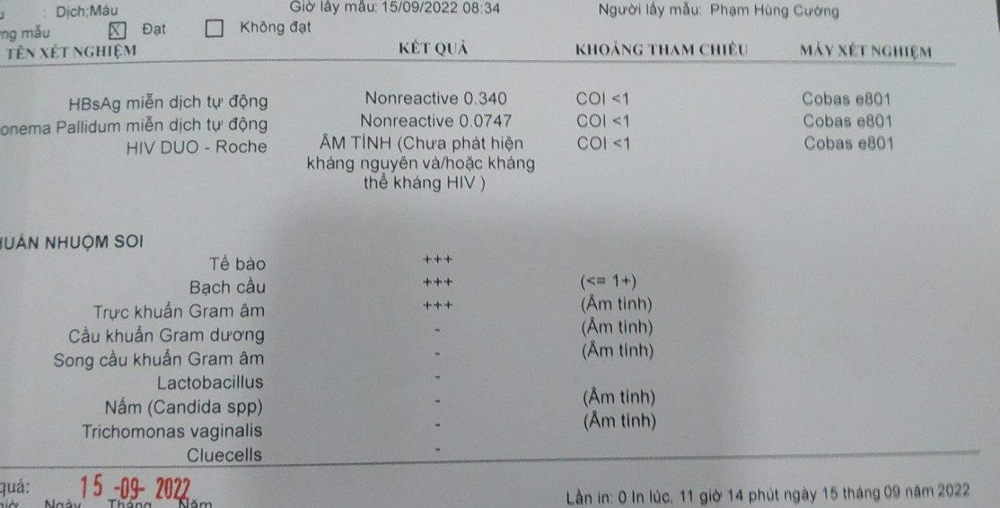 : Dịch;Máu Giờ lấy mẫu: 15/09/2022 08:34 Người lấy mẫu: Phạm Hùng Cường
ng mẫu [X] Đạt [ ] Không đạt
TÊN XÉT NGHIỆM KẾT QUẢ KHOẢNG THAM CHIẾU MÁY XÉT NGHIỆM
HBsAg miễn dịch tự động Nonreactive 0.340 COI <1 Cobas e801
onema Pallidum miễn dịch tự động Nonreactive 0.0747 COI <1 Cobas e801
HIV DUO - Roche ÂM TÍNH (Chưa phát hiện COI <1 Cobas e801
kháng nguyên và/hoặc kháng
thể kháng HIV )
UẨN NHUỘM SOI
Tế bào +++
Bạch cầu +++ (<= 1+)
Trực khuẩn Gram âm +++ (Âm tính)
Cầu khuẩn Gram dương - (Âm tính)
Song cầu khuẩn Gram âm - (Âm tính)
Lactobacillus -
Nấm (Candida spp) - (Âm tính)
Trichomonas vaginalis - (Âm tính)
Cluecells -
quả: 15 -09- 2022
giờ Ngày Tháng Năm Lần in: 0 In lúc, 11 giờ 14 phút ngày 15 tháng 09 năm 2022